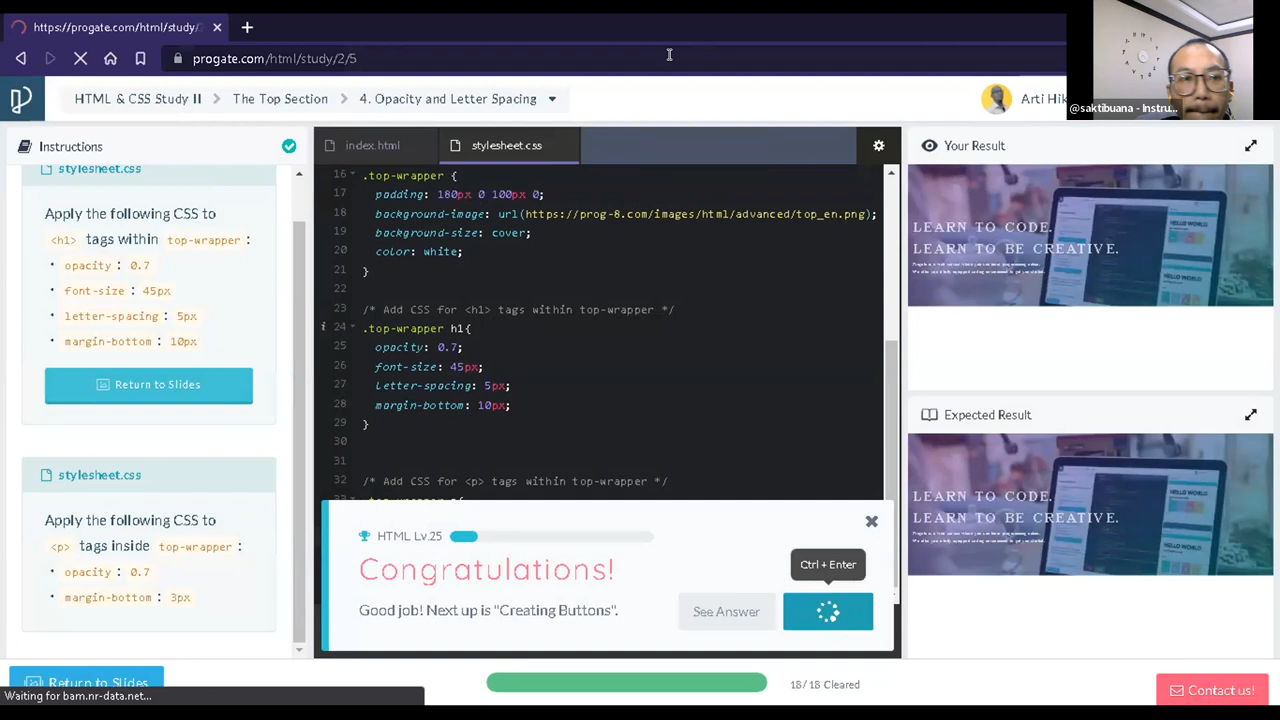 https://progate.com/html/study/2
progate.com/html/study/2/5
HTML & CSS Study II
The Top Section
4. Opacity and Letter Spacing
Arti Hik
@saktibuana - Instru...
Instructions
stylesheet.css
Apply the following CSS to
<h1> tags within top-wrapper :
• opacity : 0.7
• font-size : 45px
• letter-spacing : 5px
• margin-bottom : 10px
Return to Slides
stylesheet.css
Apply the following CSS to
<p> tags inside top-wrapper:
• opacity : 0.7
• margin-bottom : 3px
Return to Slides
Waiting for bam.nr-data.net...
index.html
stylesheet.css
16 .top-wrapper {
17 padding: 180px 0 100px 0;
18 background-image: url(https://prog-8.com/images/html/advanced/top_en.png);
19 background-size: cover;
20 color: white;
21 }
22
23 /* Add CSS for <h1> tags within top-wrapper */
24 .top-wrapper h1{
25 opacity: 0.7;
26 font-size: 45px;
27 letter-spacing: 5px;
28 margin-bottom: 10px;
29 }
30
31
32 /* Add CSS for <p> tags within top-wrapper */
HTML Lv.25
Congratulations!
Good job! Next up is "Creating Buttons".
Ctrl + Enter
See Answer
18/18 Cleared
Your Result
LEARN TO CODE.
LEARN TO BE CREATIVE.
HELLO WORLD!
Expected Result
LEARN TO CODE.
LEARN TO BE CREATIVE.
HELLO WORLD!
Contact us!